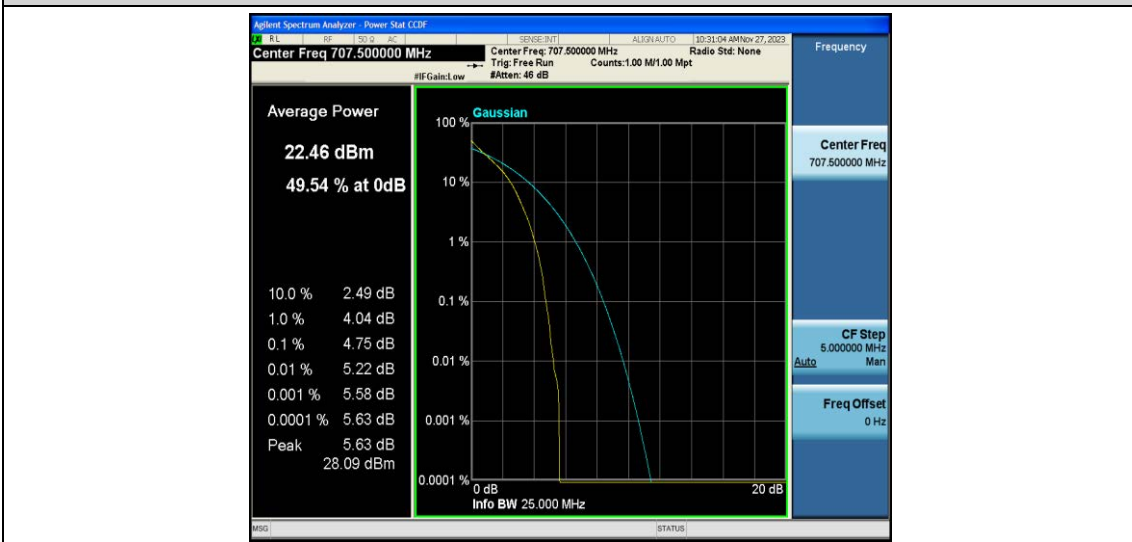 Agilent Spectrum Analyzer - Power Stat CCDF
RL RF 50 Ω AC SENSE:INT ALIGN AUTO 10:31:04 AM Nov 27, 2023
Center Freq 707.500000 MHz
Center Freq: 707.500000 MHz Radio Std: None
Trig: Free Run Counts:1.00 M/1.00 Mpt
#IFGain:Low #Atten: 46 dB
Frequency
Average Power
22.46 dBm
49.54 % at 0dB
10.0 % 2.49 dB
1.0 % 4.04 dB
0.1 % 4.75 dB
0.01 % 5.22 dB
0.001 % 5.58 dB
0.0001 % 5.63 dB
Peak 5.63 dB
28.09 dBm
Gaussian
100 %
10 %
1 %
0.1 %
0.01 %
0.001 %
0.0001 %
0 dB 20 dB
Info BW 25.000 MHz
Center Freq
707.500000 MHz
CF Step
5.000000 MHz
Auto Man
Freq Offset
0 Hz
MSG STATUS